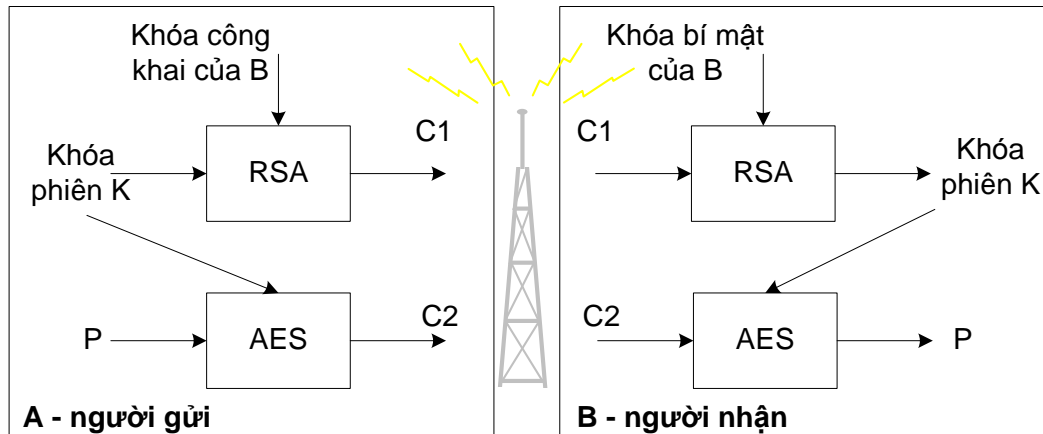 Khóa công
khai của B
Khóa
phiên K
RSA
C1
P
AES
C2
A - người gửi
Khóa bí mật
của B
C1
RSA
Khóa
phiên K
C2
AES
P
B - người nhận